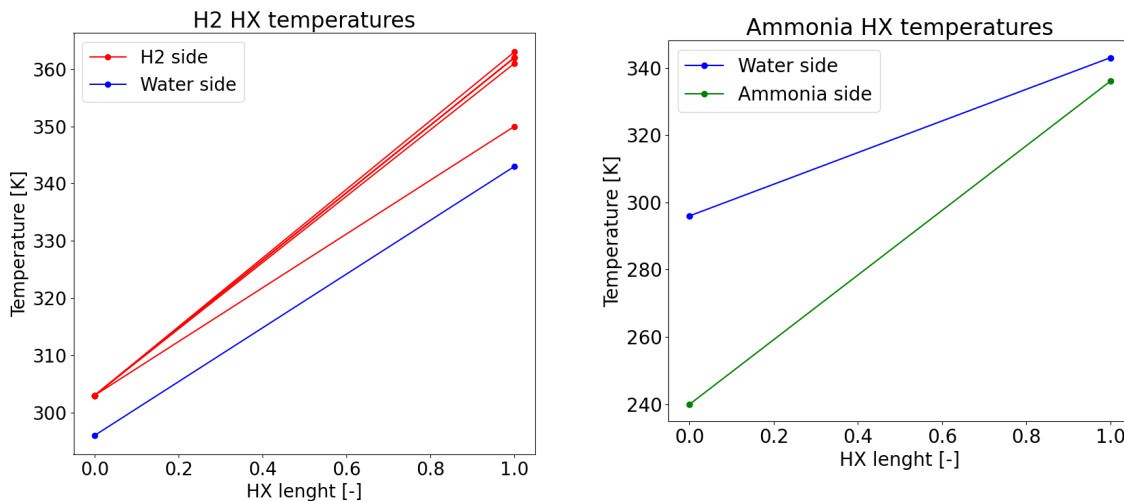 H2 HX temperatures
H2 side
Water side
Temperature [K]
360
350
340
330
320
310
300
0.0 0.2 0.4 0.6 0.8 1.0
HX lenght [-]
Ammonia HX temperatures
Water side
Ammonia side
Temperature [K]
340
320
300
280
260
240
0.0 0.2 0.4 0.6 0.8 1.0
HX lenght [-]